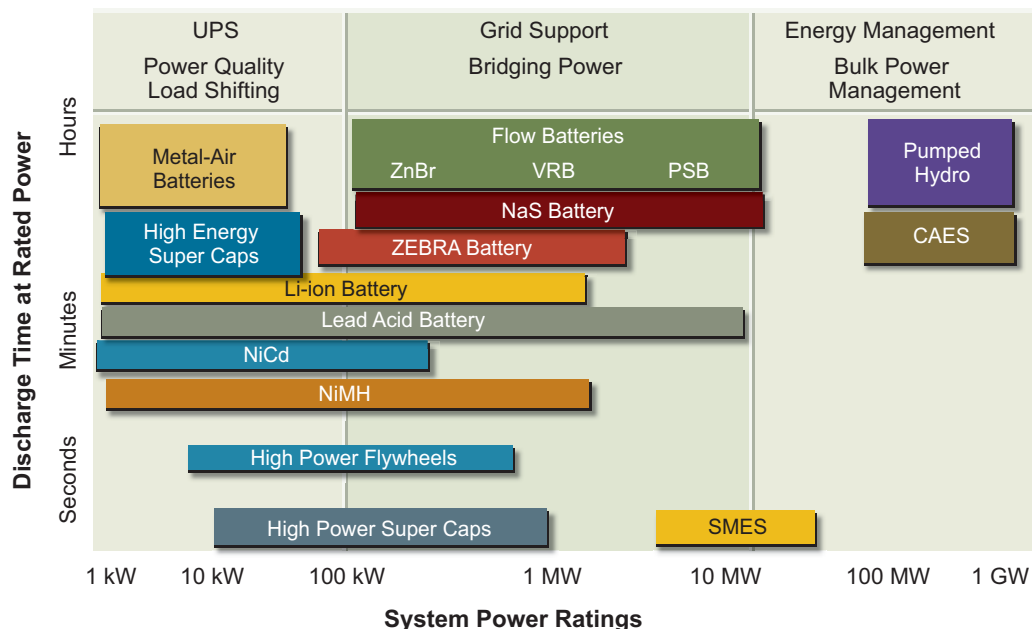 UPS
Power Quality
Load Shifting
Grid Support
Bridging Power
Energy Management
Bulk Power
Management
Discharge Time at Rated Power
Hours
Minutes
Seconds
Metal-Air
Batteries
Flow Batteries
ZnBr VRB PSB
Pumped
Hydro
NaS Battery
High Energy
Super Caps
ZEBRA Battery
CAES
Li-ion Battery
Lead Acid Battery
NiCd
NiMH
High Power Flywheels
High Power Super Caps
SMES
1 kW 10 kW 100 kW 1 MW 10 MW 100 MW 1 GW
System Power Ratings